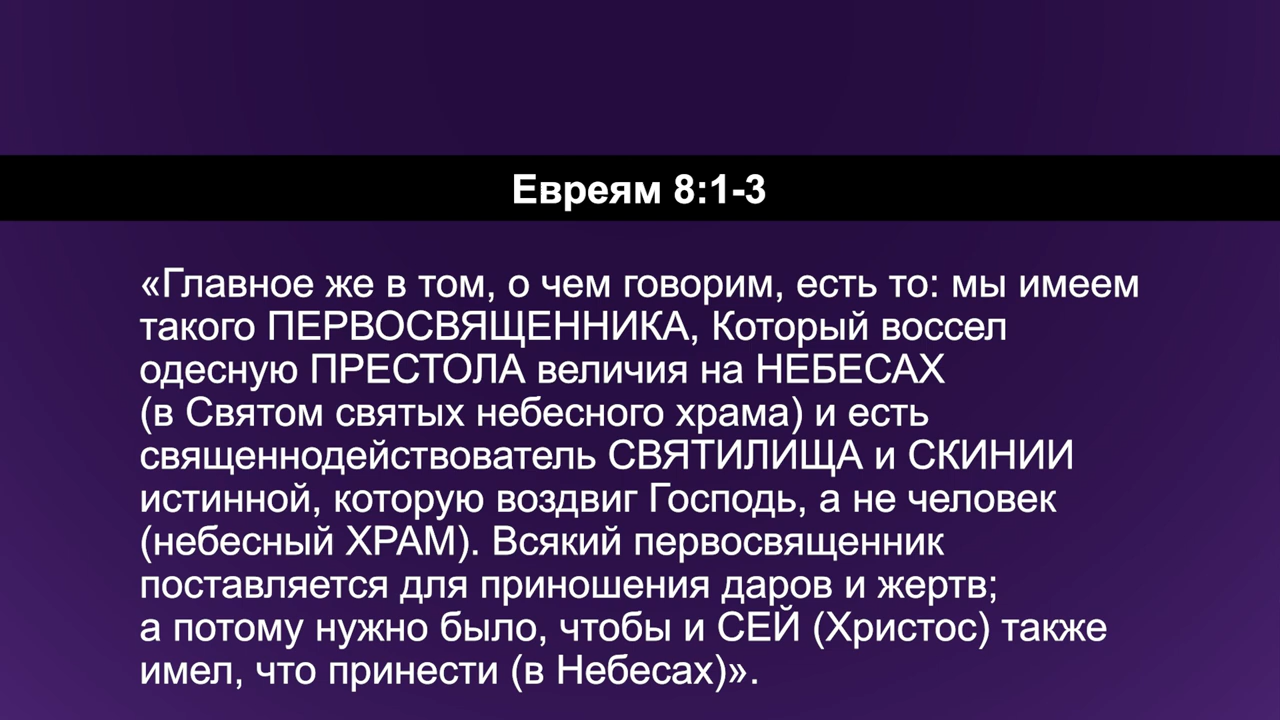 Евреям 8:1-3
«Главное же в том, о чем говорим, есть то: мы имеем
такого ПЕРВОСВЯЩЕННИКА, Который воссел
одесную ПРЕСТОЛА величия на НЕБЕСАХ
(в Святом святых небесного храма) и есть
священнодействователь СВЯТИЛИЩА и СКИНИИ
истинной, которую воздвиг Господь, а не человек
(небесный ХРАМ). Всякий первосвященник
поставляется для приношения даров и жертв;
а потому нужно было, чтобы и СЕЙ (Христос) также
имел, что принести (в Небесах)».